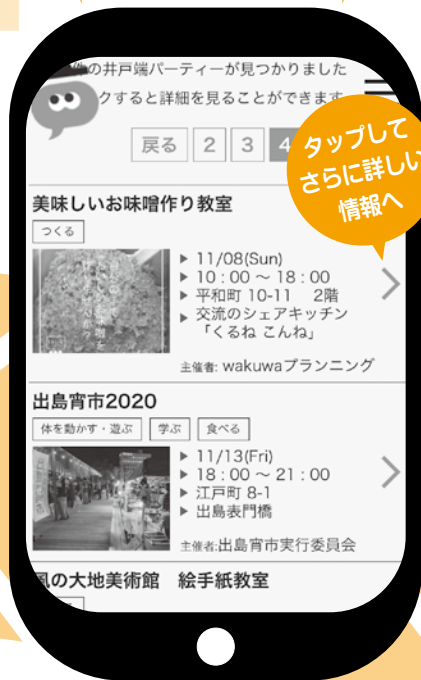 件の井戸端パーティーが見つかりました
クすると詳細を見ることができます
戻る 2 3 4
タップして
さらに詳しい
情報へ
美味しいお味噌作り教室
つくる
▶ 11/08(Sun)
▶ 10:00 ～ 18:00
▶ 平和町 10-11 2階
▶ 交流のシェアキッチン
「くるね こんね」
主催者: wakuwaプランニング
出島宵市2020
体を動かす・遊ぶ 学ぶ 食べる
▶ 11/13(Fri)
▶ 18:00 ～ 21:00
▶ 江戸町 8-1
▶ 出島表門橋
主催者:出島宵市実行委員会
風の大地美術館 絵手紙教室